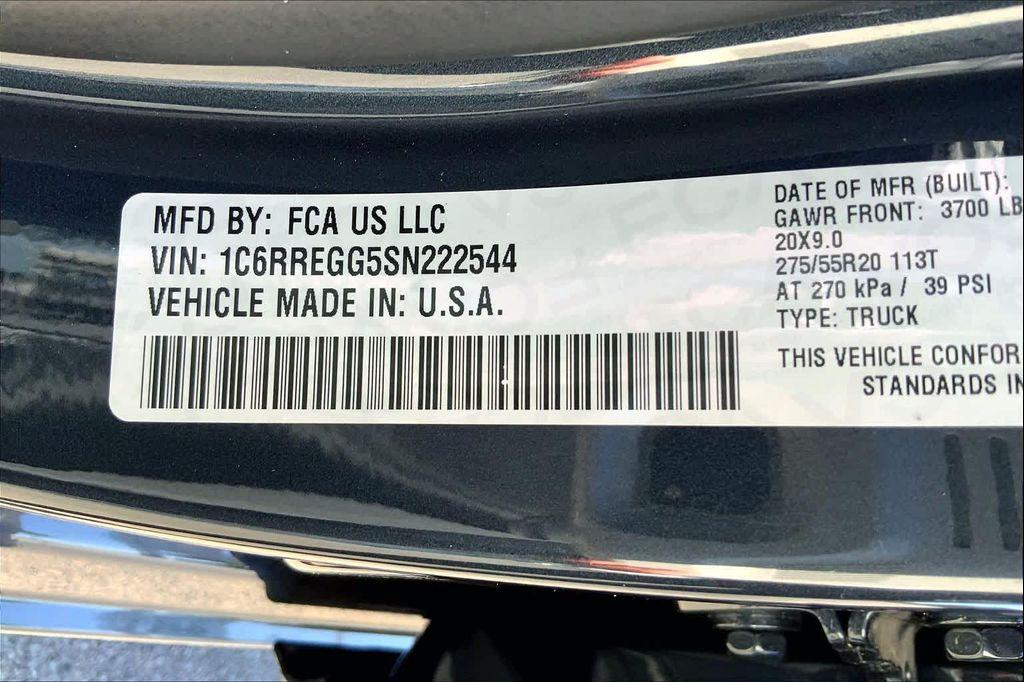 MFD BY: FCA US LLC
VIN: 1C6RREGG5SN222544
VEHICLE MADE IN: U.S.A.
DATE OF MFR (BUILT):
GAWR FRONT: 3700 LB
20X9.0
275/55R20 113T
AT 270 kPa / 39 PSI
TYPE: TRUCK
THIS VEHICLE CONFOR
STANDARDS IN